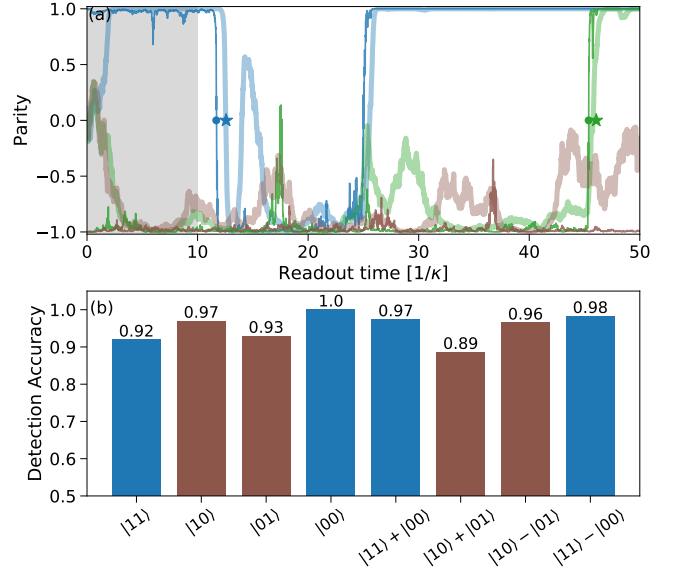 (a)
Parity
1.0
0.5
0.0
−0.5
−1.0
0 10 20 30 40 50
Readout time [1/κ]
(b)
Detection Accuracy
1.0
0.9
0.8
0.7
0.6
0.5
0.92 0.97 0.93 1.0 0.97 0.89 0.96 0.98
|11⟩ |10⟩ |01⟩ |00⟩ |11⟩ + |00⟩ |10⟩ + |01⟩ |10⟩ − |01⟩ |11⟩ − |00⟩